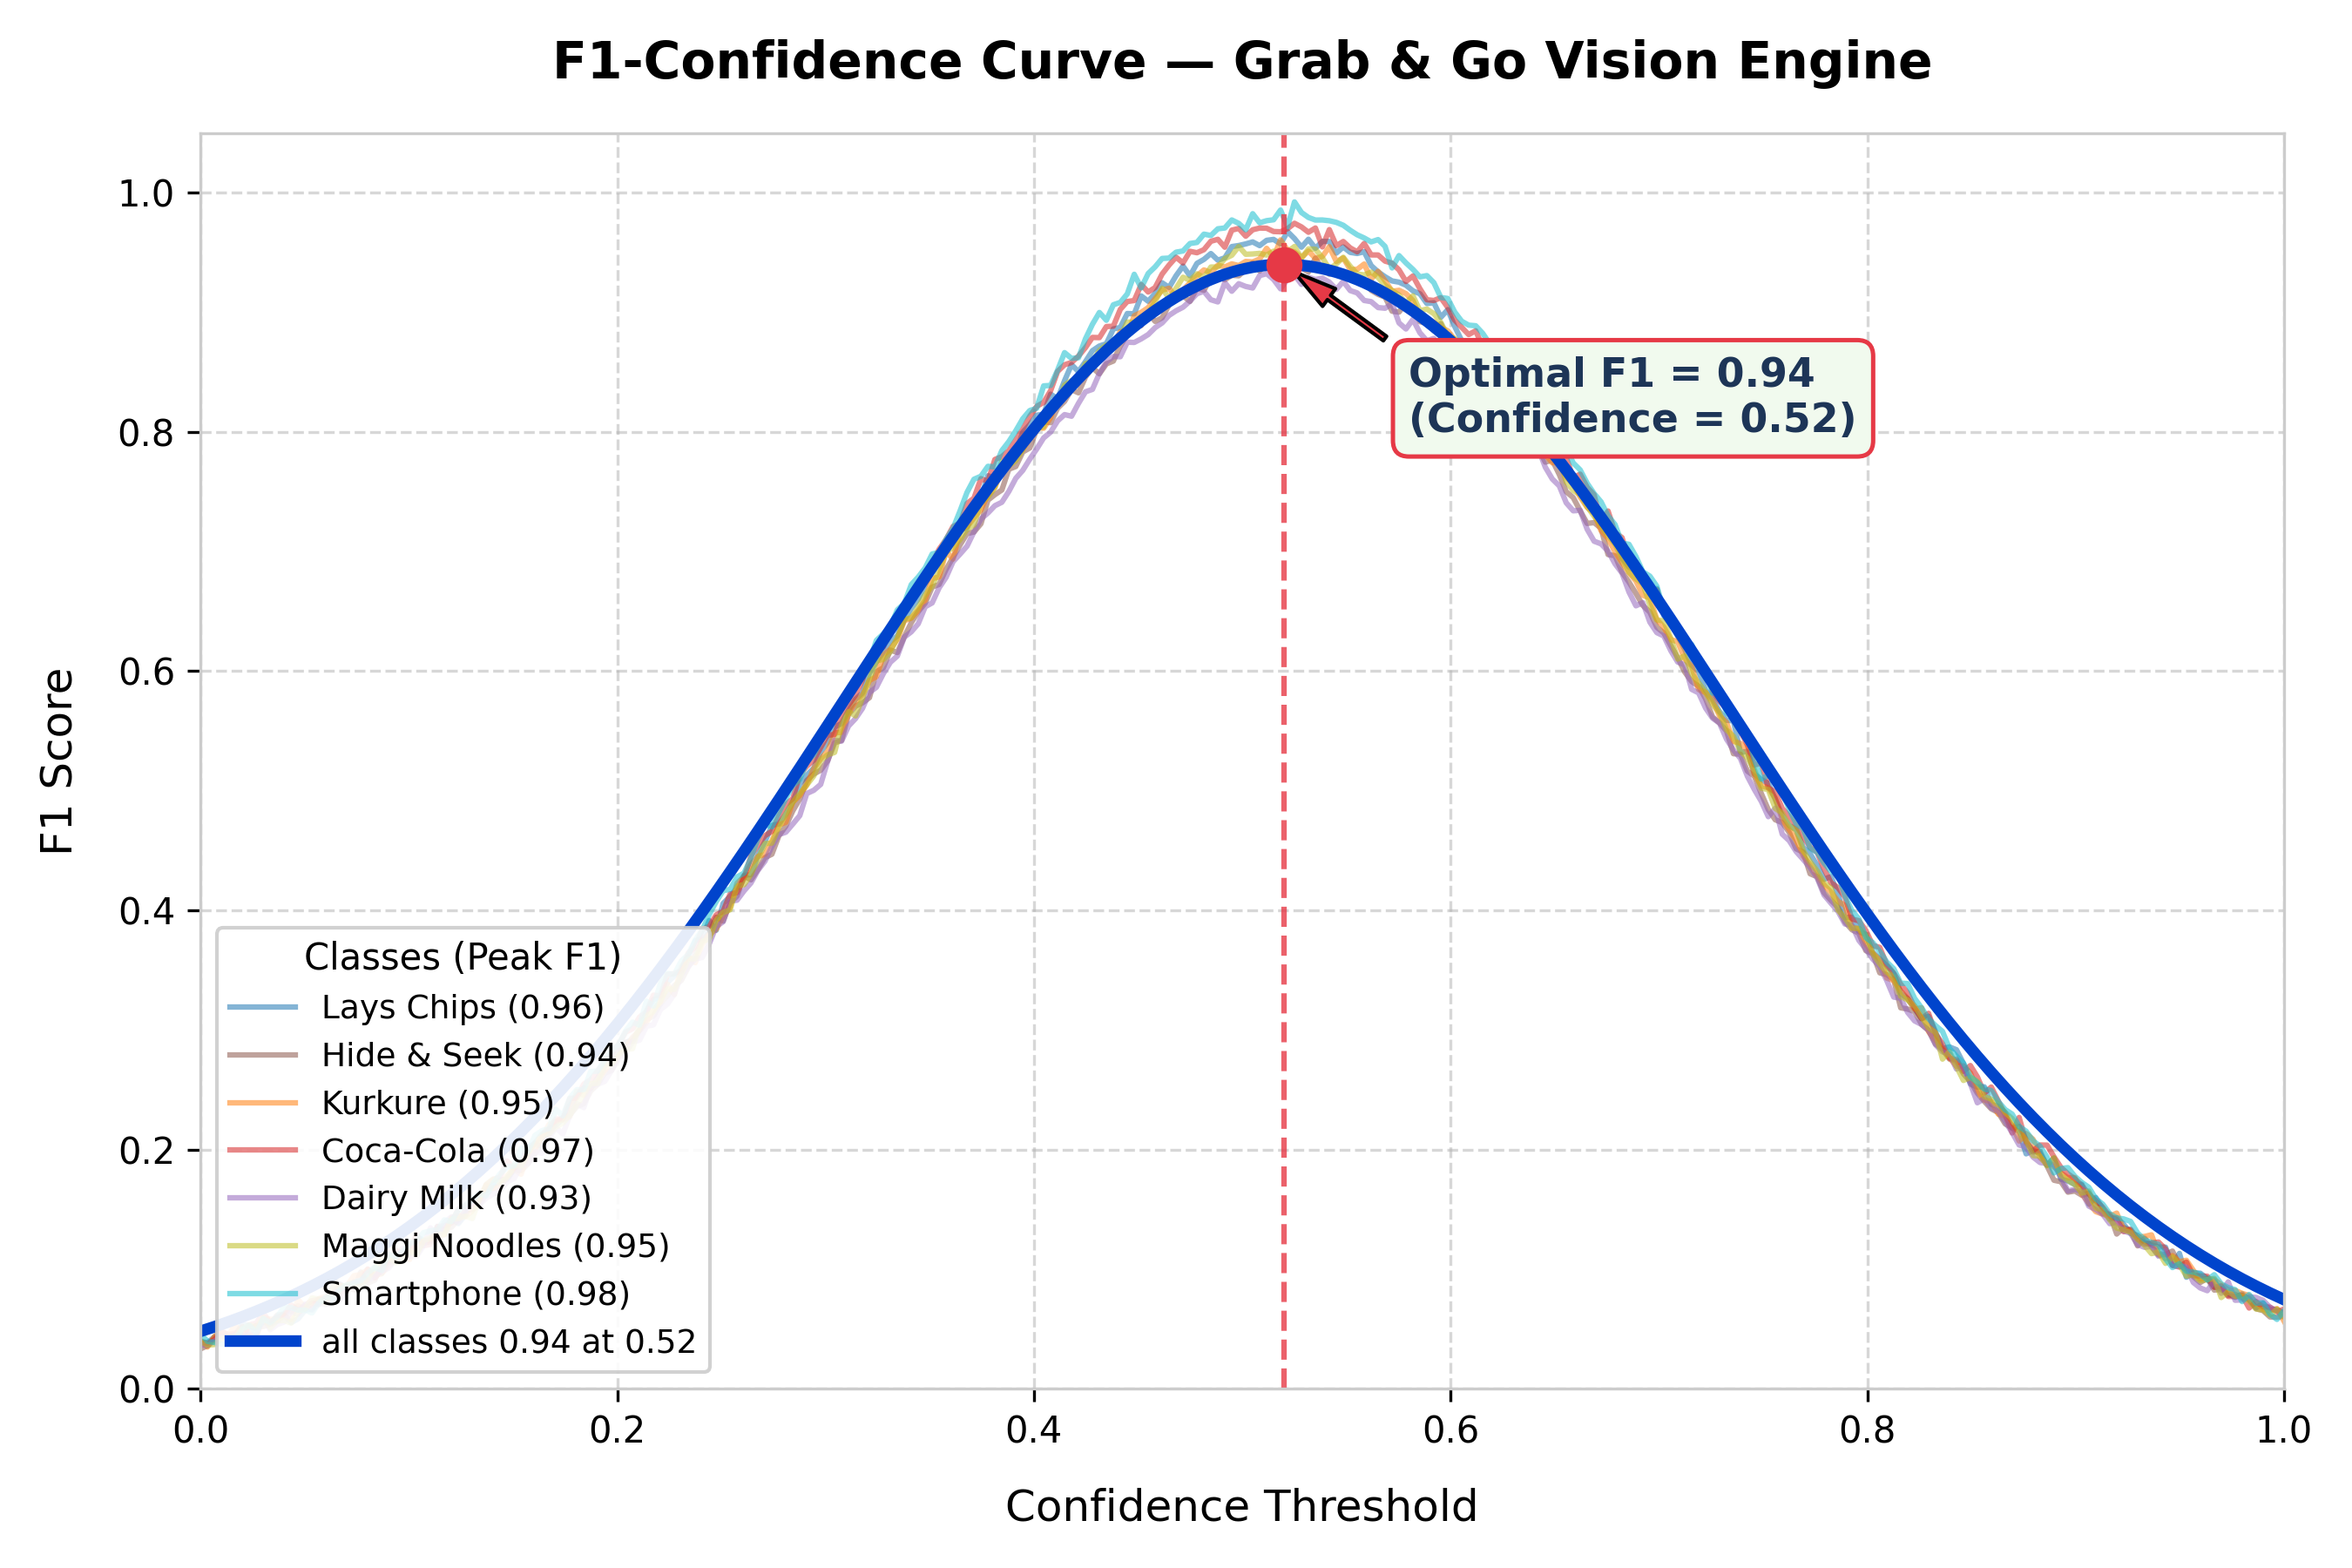 F1-Confidence Curve — Grab & Go Vision Engine
1.0
0.8
0.6
0.4
0.2
0.0
F1 Score
Optimal F1 = 0.94
(Confidence = 0.52)
Classes (Peak F1)
Lays Chips (0.96)
Hide & Seek (0.94)
Kurkure (0.95)
Coca-Cola (0.97)
Dairy Milk (0.93)
Maggi Noodles (0.95)
Smartphone (0.98)
all classes 0.94 at 0.52
0.0 0.2 0.4 0.6 0.8 1.0
Confidence Threshold